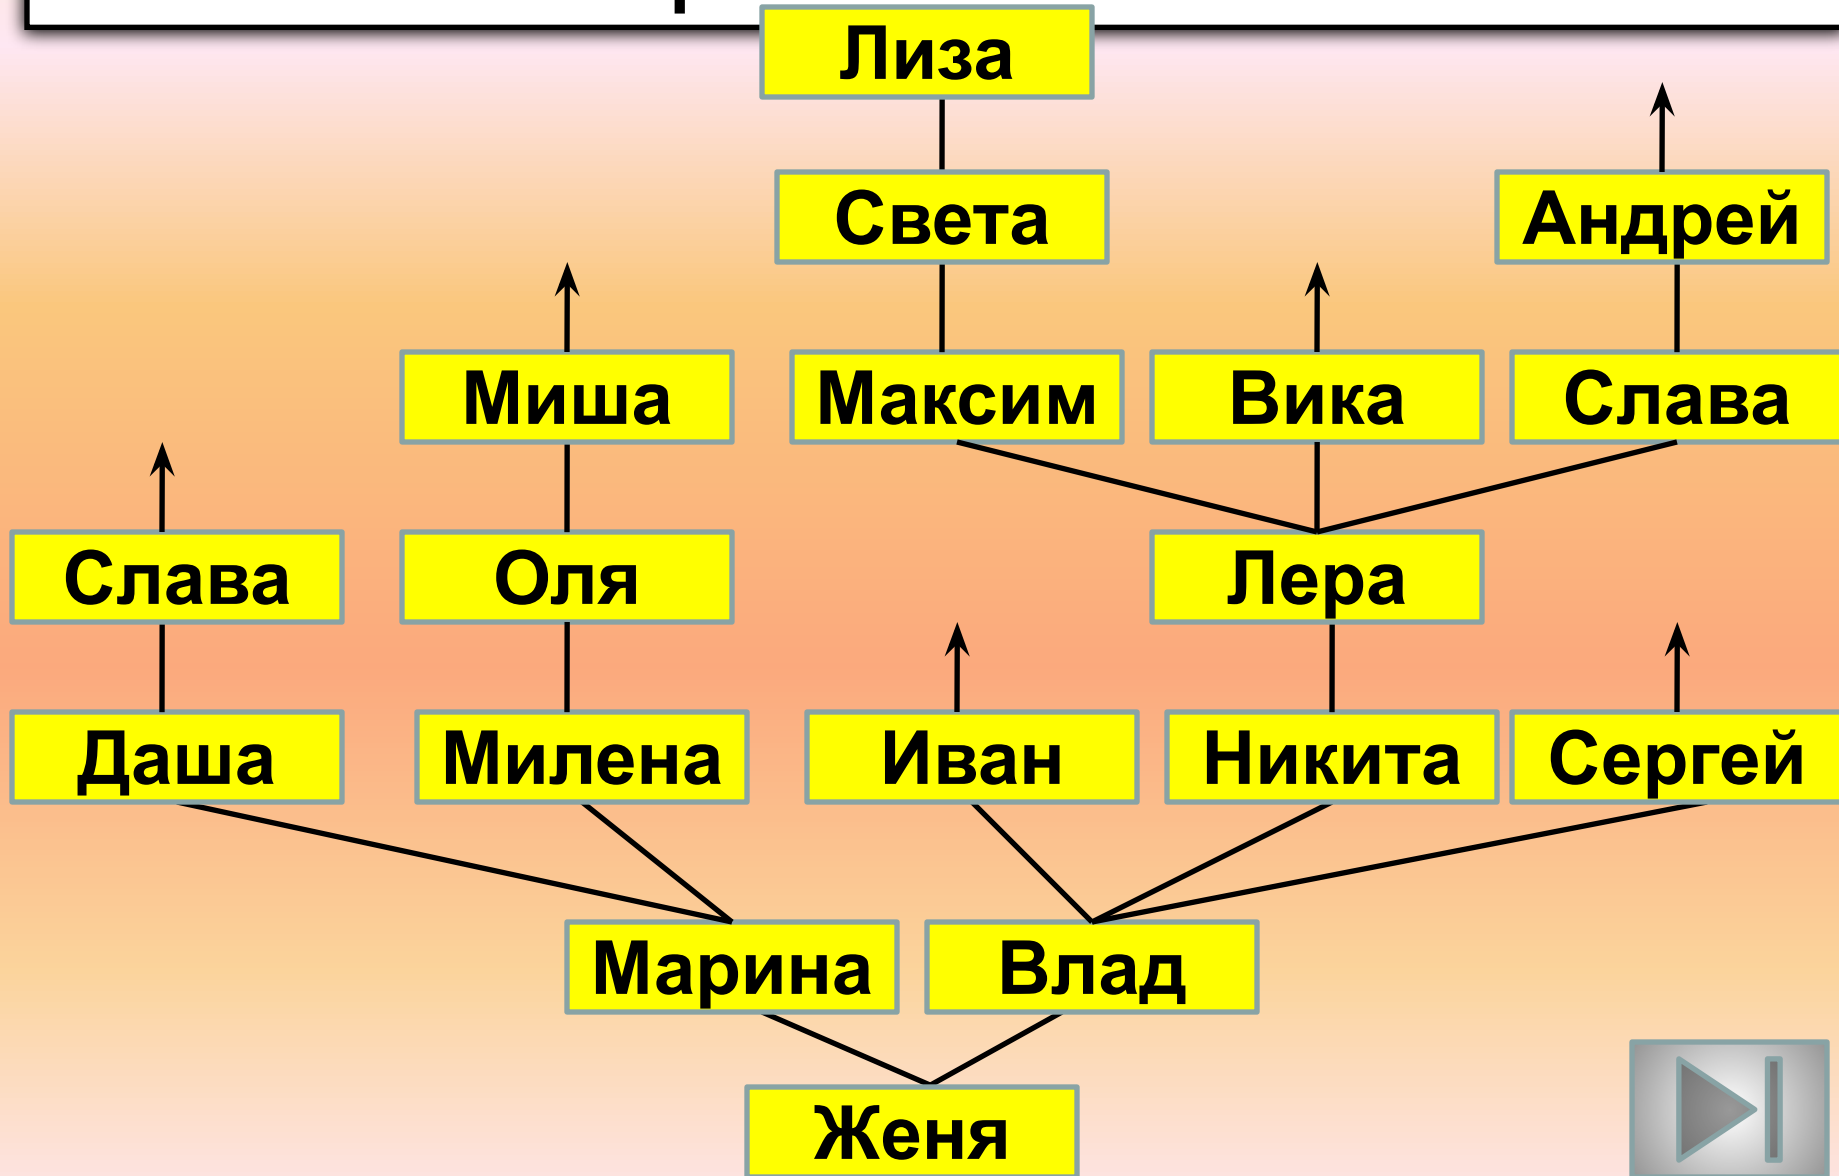 Лиза
Света
Андрей
Миша
Максим
Вика
Слава
Слава
Оля
Лера
Даша
Милена
Иван
Никита
Сергей
Марина
Влад
Женя